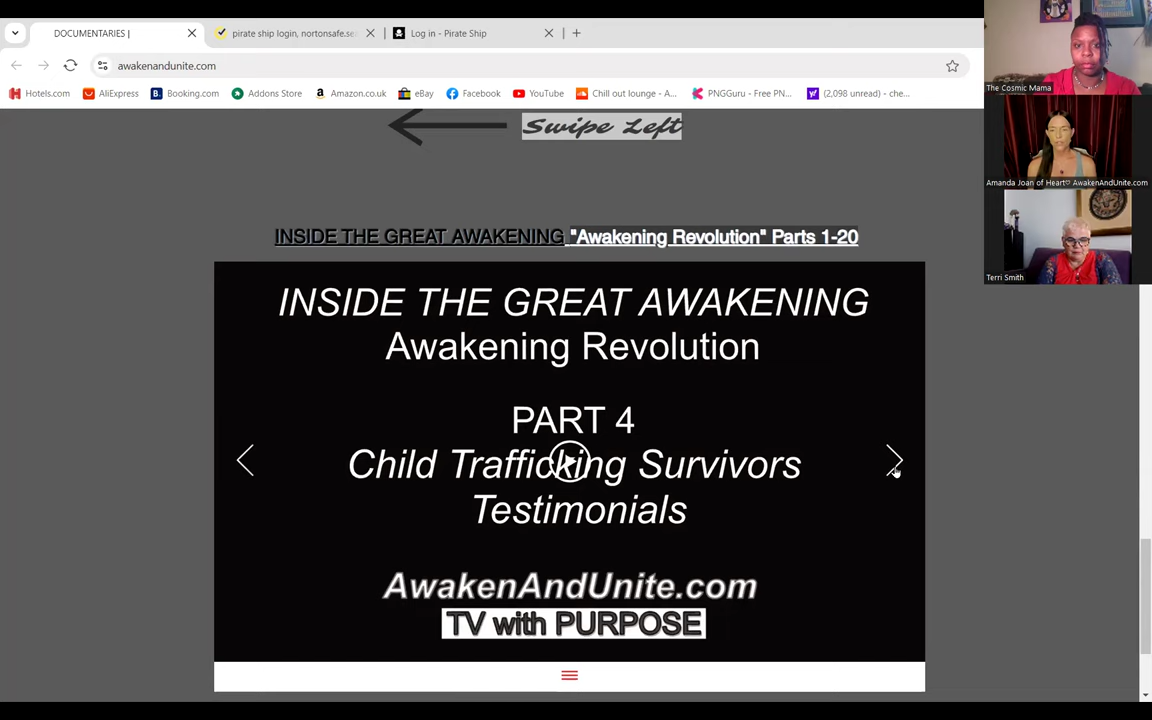 DOCUMENTARIES |
pirate ship login, nortonsafe.se
Log in - Pirate Ship
awakenandunite.com
Hotels.com
AliExpress
Booking.com
Addons Store
Amazon.co.uk
eBay
Facebook
YouTube
Chill out lounge - A...
PNGGuru - Free PN...
(2,098 unread) - che...
The Cosmic Mama
Amanda Joan of Heart♡ AwakenAndUnite.com
Terri Smith
Swipe Left
INSIDE THE GREAT AWAKENING "Awakening Revolution" Parts 1-20
INSIDE THE GREAT AWAKENING
Awakening Revolution
PART 4
Child Trafficking Survivors
Testimonials
AwakenAndUnite.com
TV with PURPOSE